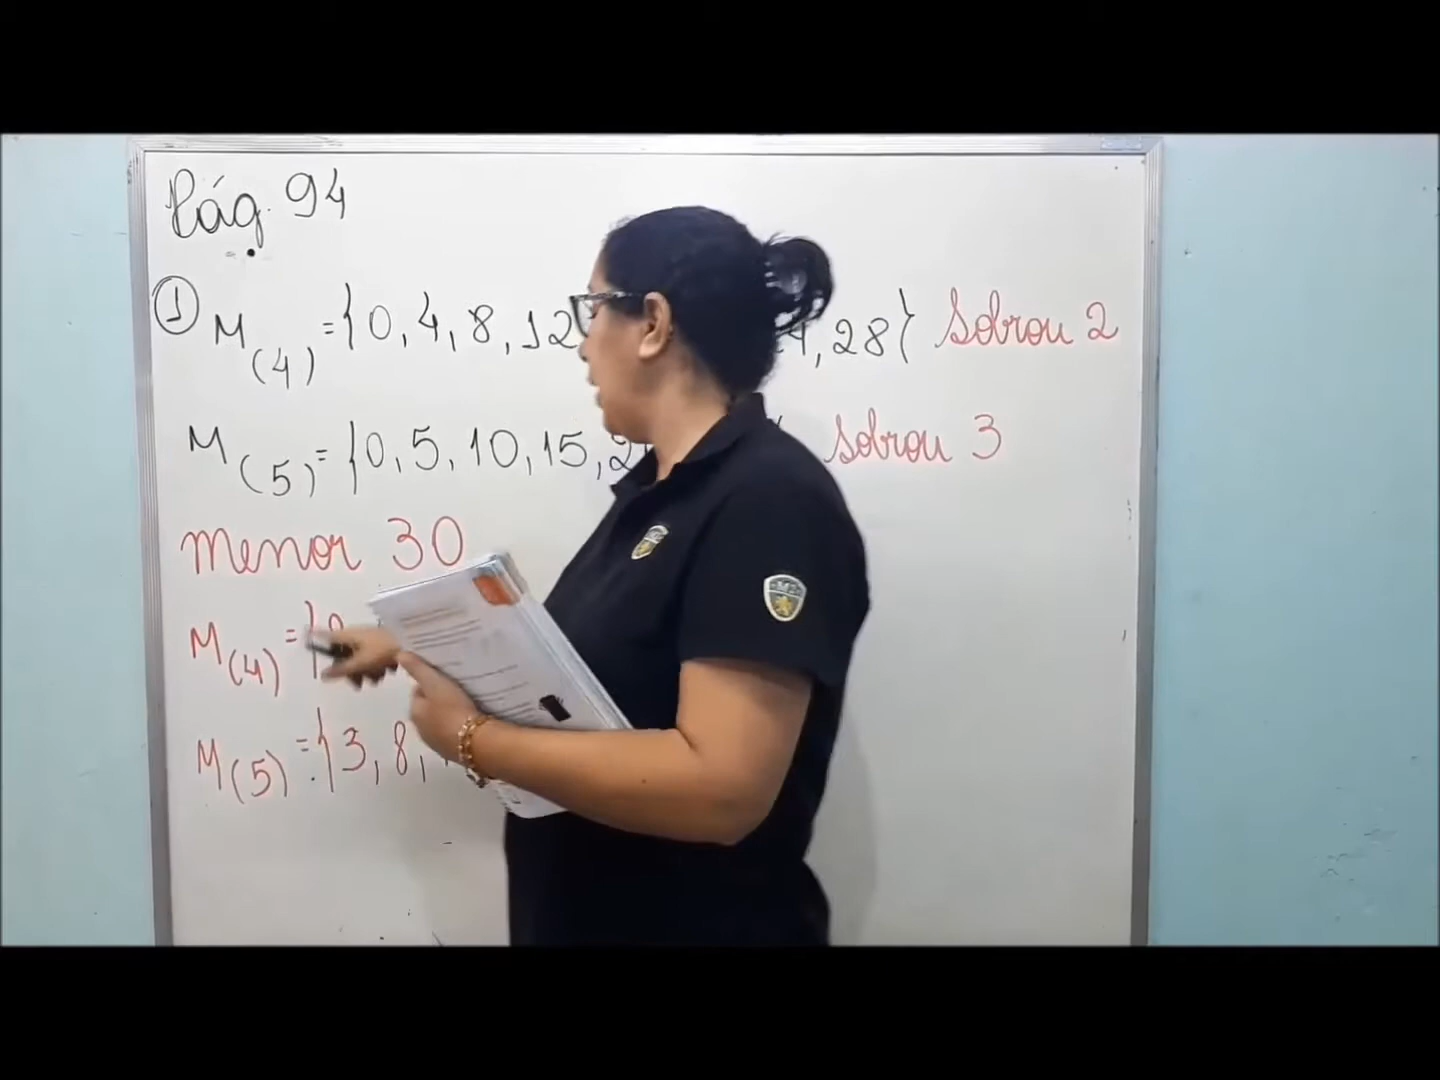 Pág. 94
① M(4) = {0, 4, 8, 12 , 28} Sobrou 2
M(5) = {0, 5, 10, 15, 2 sobrou 3
menor 30
M(4) = {
M(5) = {3, 8,